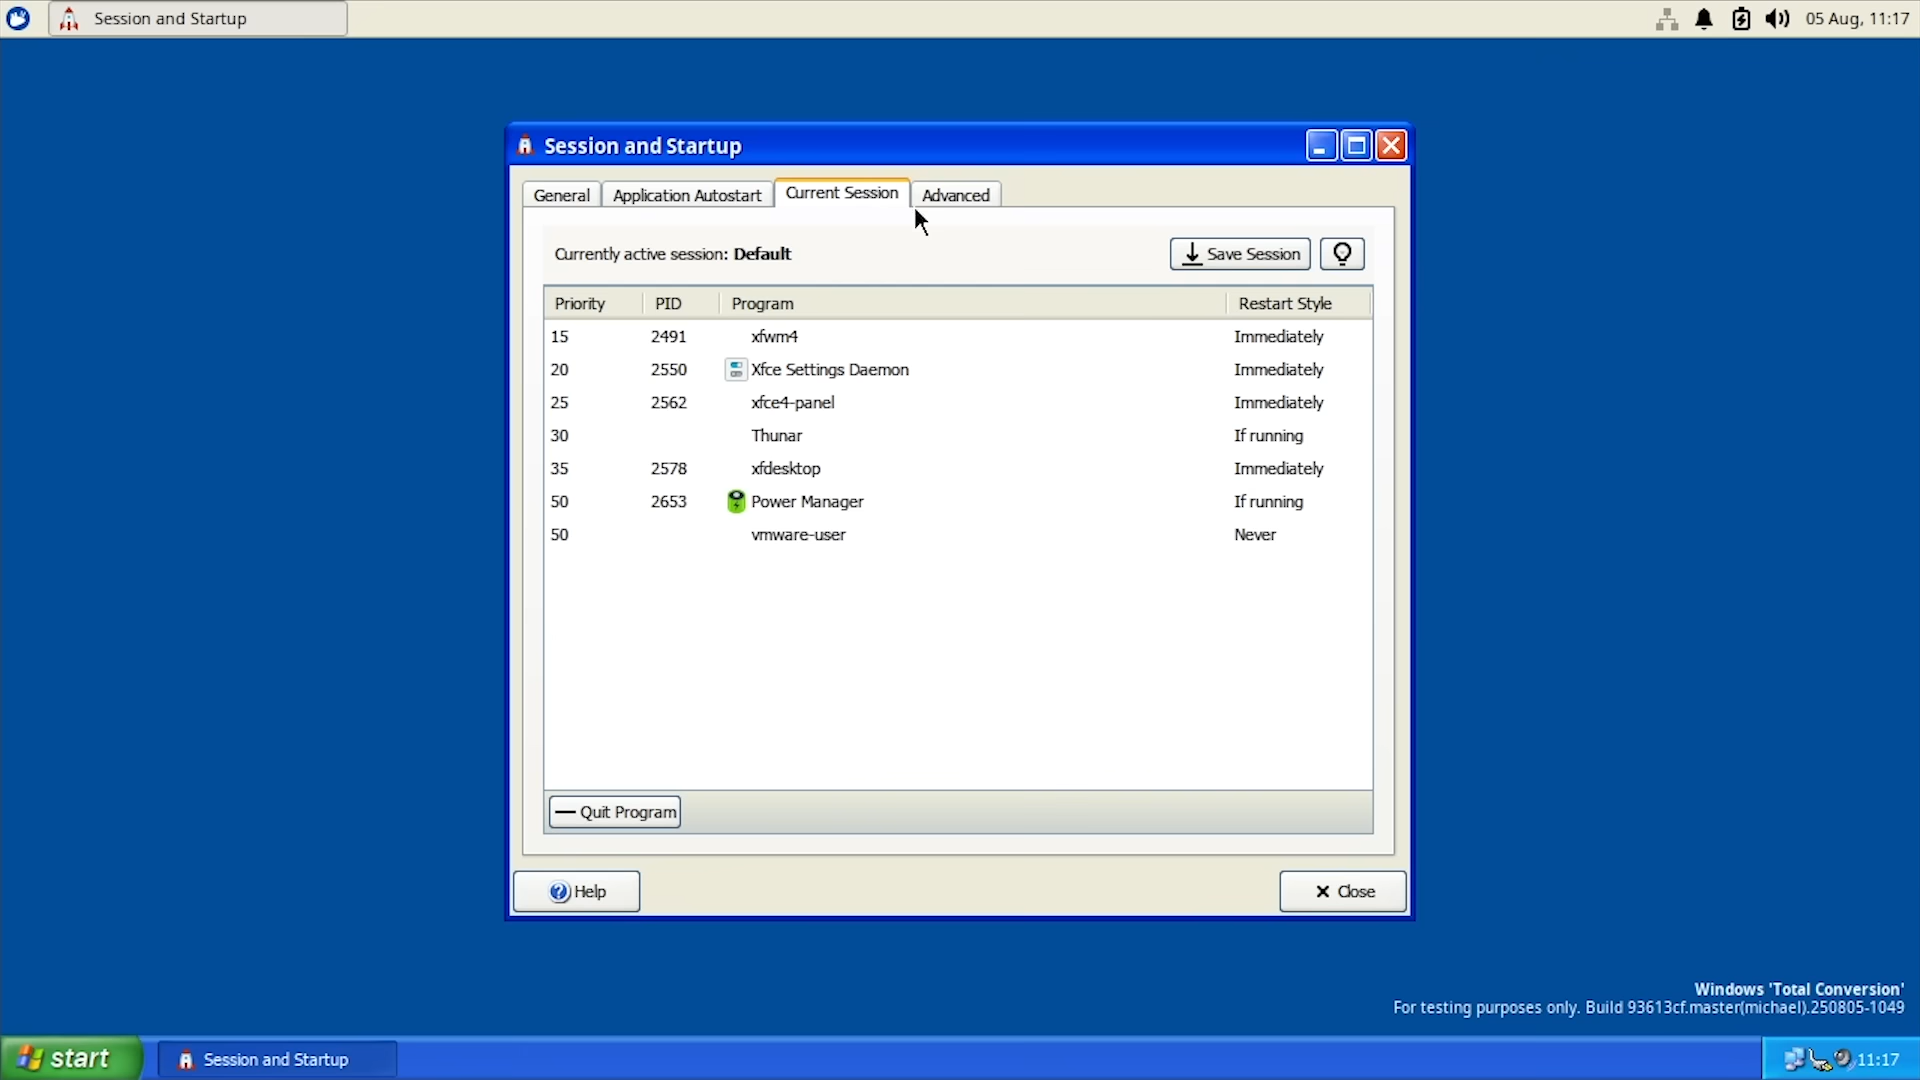 Session and Startup
05 Aug, 11:17
Session and Startup
General
Application Autostart
Current Session
Advanced
Currently active session: Default
Save Session
Priority PID Program Restart Style
15 2491 xfwm4 Immediately
20 2550 Xfce Settings Daemon Immediately
25 2562 xfce4-panel Immediately
30 Thunar If running
35 2578 xfdesktop Immediately
50 2653 Power Manager If running
50 vmware-user Never
Quit Program
Help
Close
Windows 'Total Conversion'
For testing purposes only. Build 93613cf.master(michael).250805-1049
start
Session and Startup
11:17